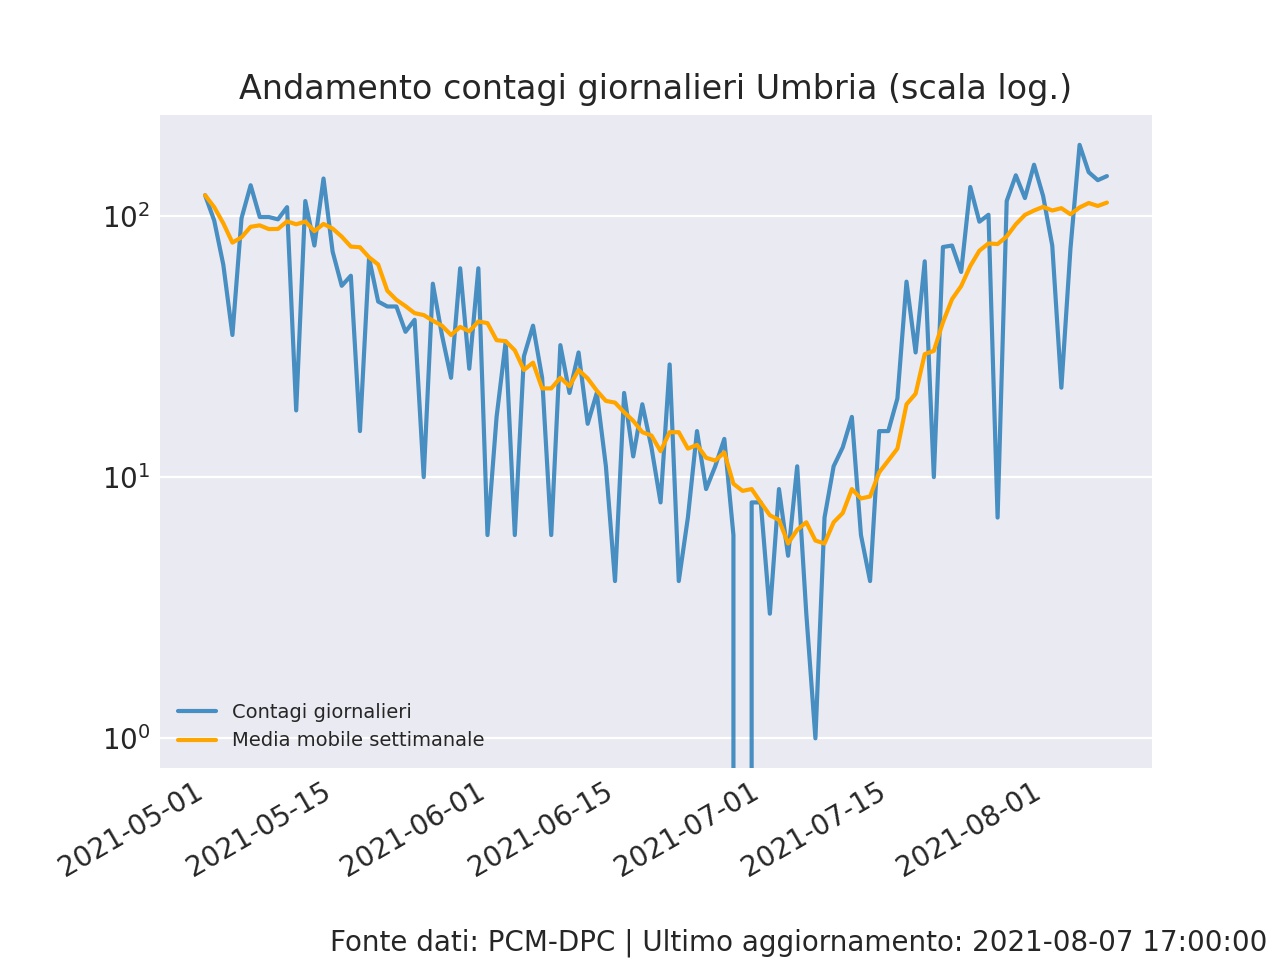 Andamento contagi giornalieri Umbria (scala log.)
10²
10¹
10⁰
Contagi giornalieri
Media mobile settimanale
2021-05-01
2021-05-15
2021-06-01
2021-06-15
2021-07-01
2021-07-15
2021-08-01
Fonte dati: PCM-DPC | Ultimo aggiornamento: 2021-08-07 17:00:00